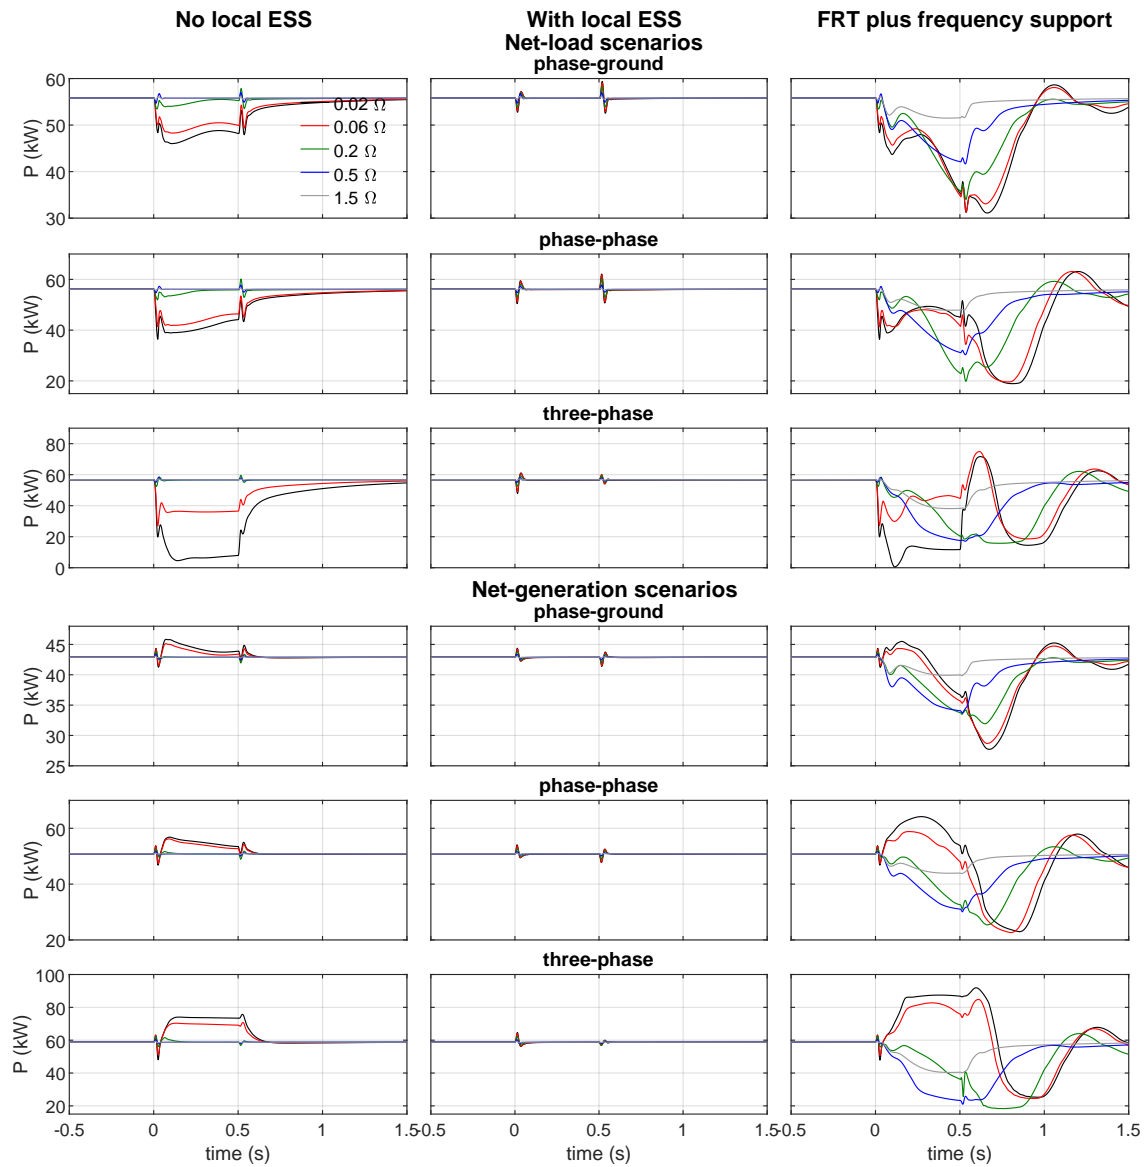 No local ESS
With local ESS
FRT plus frequency support
Net-load scenarios
phase-ground
60
50
40
30
P (kW)
0.02 Ω
0.06 Ω
0.2 Ω
0.5 Ω
1.5 Ω
phase-phase
60
40
20
P (kW)
three-phase
80
60
40
20
0
P (kW)
Net-generation scenarios
phase-ground
45
40
35
30
25
P (kW)
phase-phase
60
40
20
P (kW)
three-phase
100
80
60
40
20
P (kW)
-0.5 0 0.5 1 1.5
-0.5 0 0.5 1 1.5
-0.5 0 0.5 1 1.5
time (s)
time (s)
time (s)